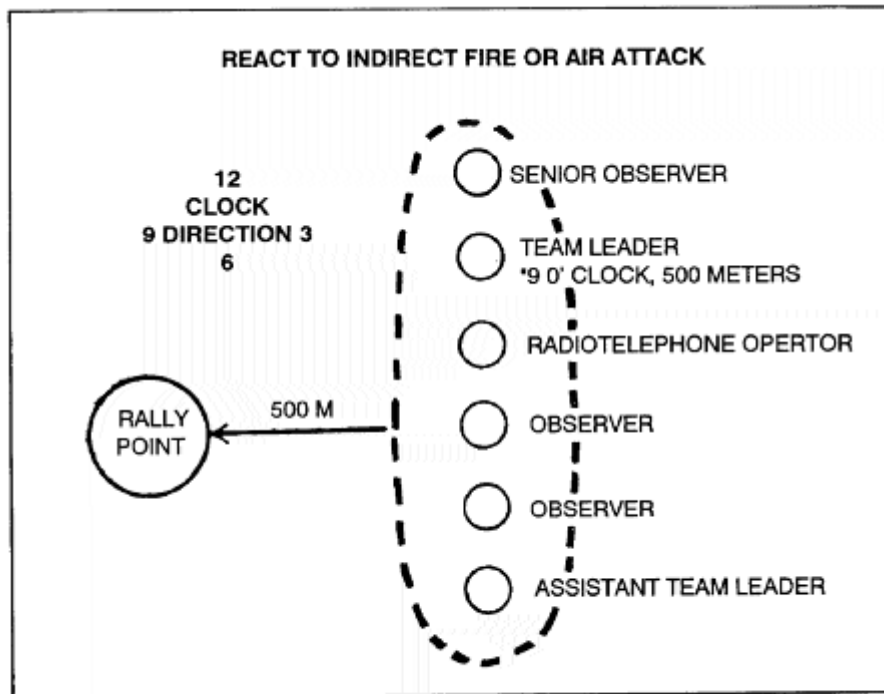 REACT TO INDIRECT FIRE OR AIR ATTACK
12
CLOCK
9 DIRECTION 3
6
SENIOR OBSERVER
TEAM LEADER
"9 0' CLOCK, 500 METERS
RADIOTELEPHONE OPERTOR
500 M
RALLY
POINT
OBSERVER
OBSERVER
ASSISTANT TEAM LEADER